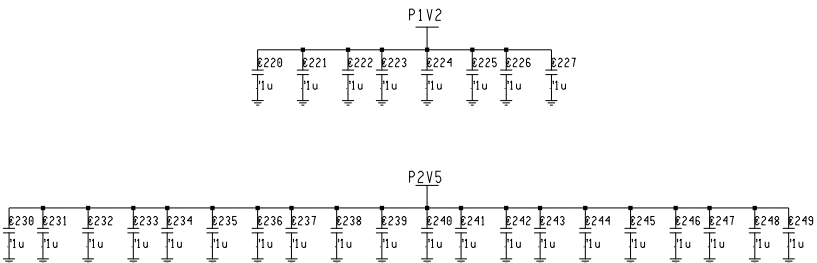 P1V2
C220 C221 C222 C223 C224 C225 C226 C227
.1u .1u .1u .1u .1u .1u .1u .1u
P2V5
C230 C231 C232 C233 C234 C235 C236 C237 C238 C239 C240 C241 C242 C243 C244 C245 C246 C247 C248 C249
.1u .1u .1u .1u .1u .1u .1u .1u .1u .1u .1u .1u .1u .1u .1u .1u .1u .1u .1u .1u